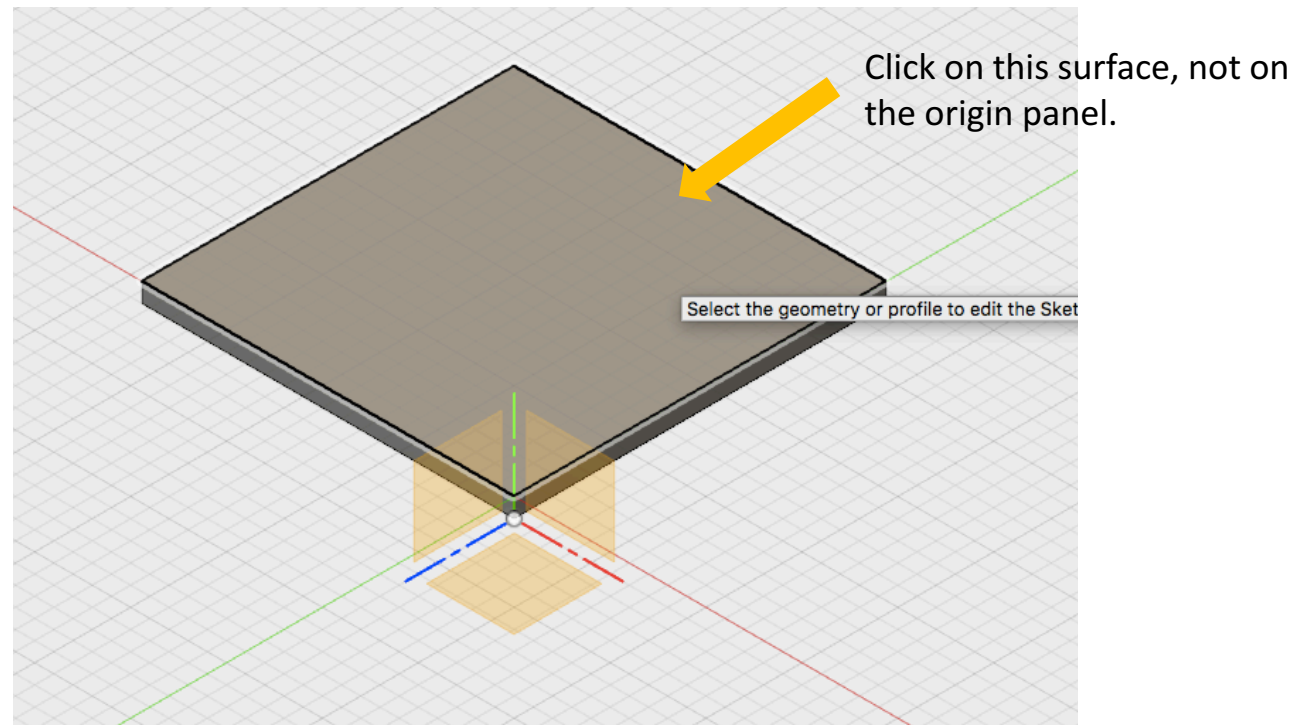 Click on this surface, not on
the origin panel.
Select the geometry or profile to edit the Sket